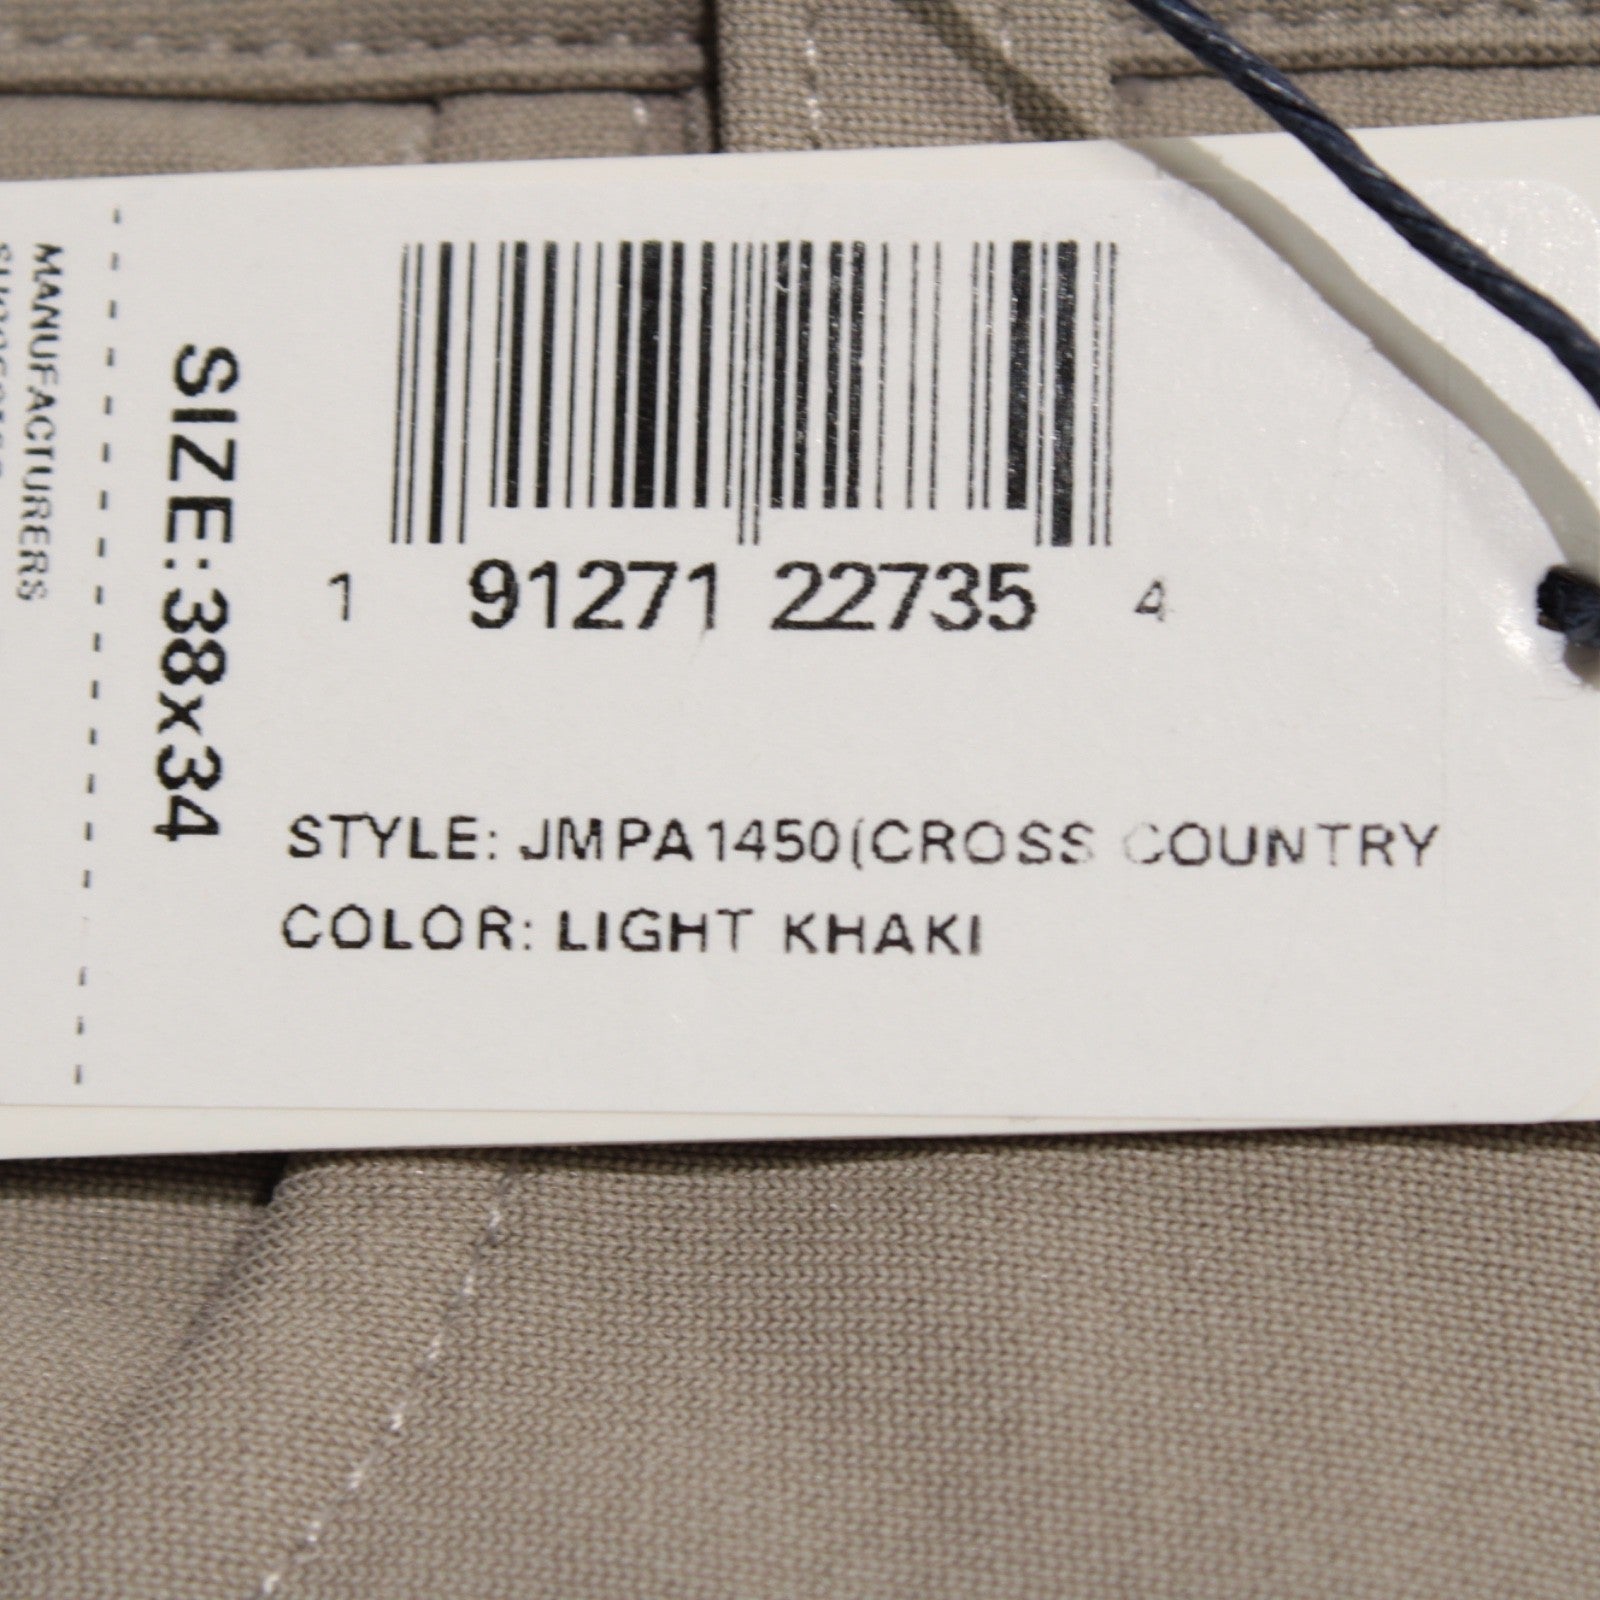 MANUFACTURERS
SIZE: 38x34
1 91271 22735 4
STYLE: JMPA1450(CROSS COUNTRY
COLOR: LIGHT KHAKI